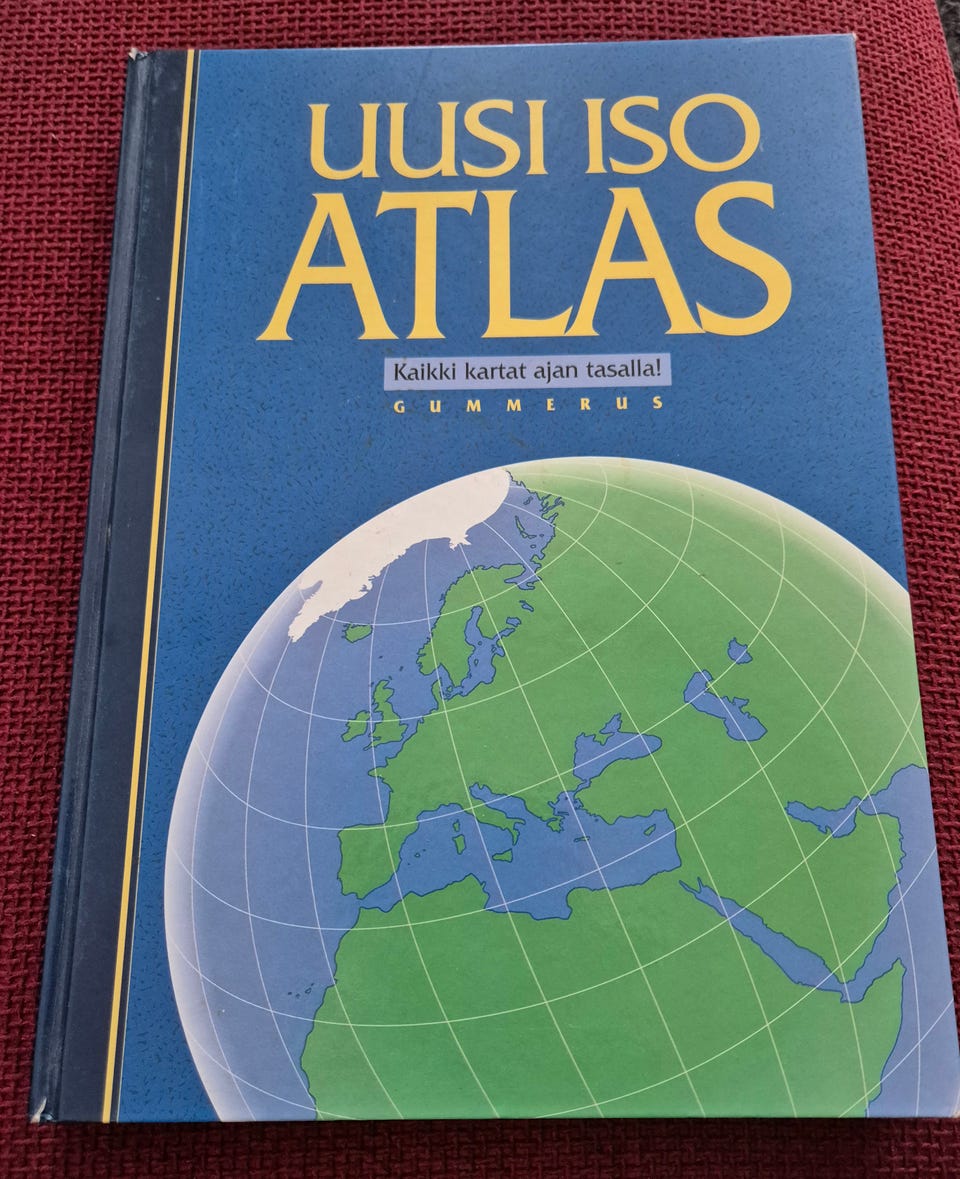 UUSI ISO
ATLAS
Kaikki kartat ajan tasalla!
GUMMERUS